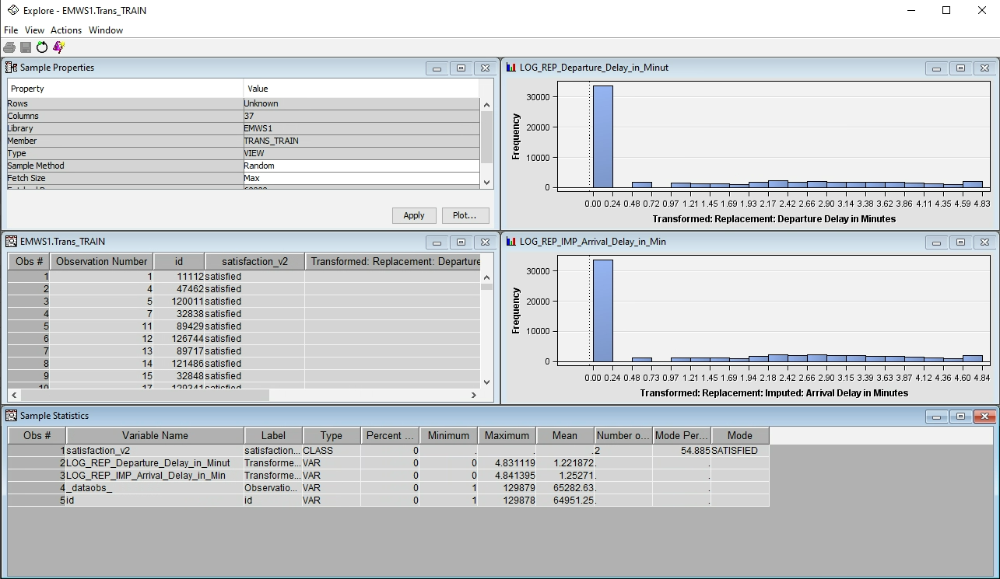 Explore - EMWS1.Trans_TRAIN
File View Actions Window
Sample Properties
Property Value
Rows Unknown
Columns 37
Library EMWS1
Member TRANS_TRAIN
Type VIEW
Sample Method Random
Fetch Size Max
Apply Plot...
LOG_REP_Departure_Delay_in_Minut
Frequency
30000
20000
10000
0
0.00 0.24 0.48 0.72 0.97 1.21 1.45 1.69 1.93 2.17 2.42 2.66 2.90 3.14 3.38 3.62 3.86 4.11 4.35 4.59 4.83
Transformed: Replacement: Departure Delay in Minutes
EMWS1.Trans_TRAIN
Obs # Observation Number id satisfaction_v2 Transformed: Replacement: Departure
1 1 11112 satisfied
2 4 47462 satisfied
3 5 120011 satisfied
4 7 32838 satisfied
5 11 89429 satisfied
6 12 126744 satisfied
7 13 89717 satisfied
8 14 121486 satisfied
9 15 32848 satisfied
10 17 129341 satisfied
LOG_REP_IMP_Arrival_Delay_in_Min
Frequency
30000
20000
10000
0
0.00 0.24 0.48 0.73 0.97 1.21 1.45 1.69 1.94 2.18 2.42 2.66 2.90 3.15 3.39 3.63 3.87 4.12 4.36 4.60 4.84
Transformed: Replacement: Imputed: Arrival Delay in Minutes
Sample Statistics
Obs # Variable Name Label Type Percent ... Minimum Maximum Mean Number o... Mode Per... Mode
1 satisfaction_v2 satisfaction... CLASS 0 . . . 2 54.885 SATISFIED
2 LOG_REP_Departure_Delay_in_Minut Transforme... VAR 0 0 4.831119 1.221872 . .
3 LOG_REP_IMP_Arrival_Delay_in_Min Transforme... VAR 0 0 4.841395 1.25271 . .
4 _dataobs_ Observatio... VAR 0 1 129879 65282.63 . .
5 id id VAR 0 1 129878 64951.25 . .